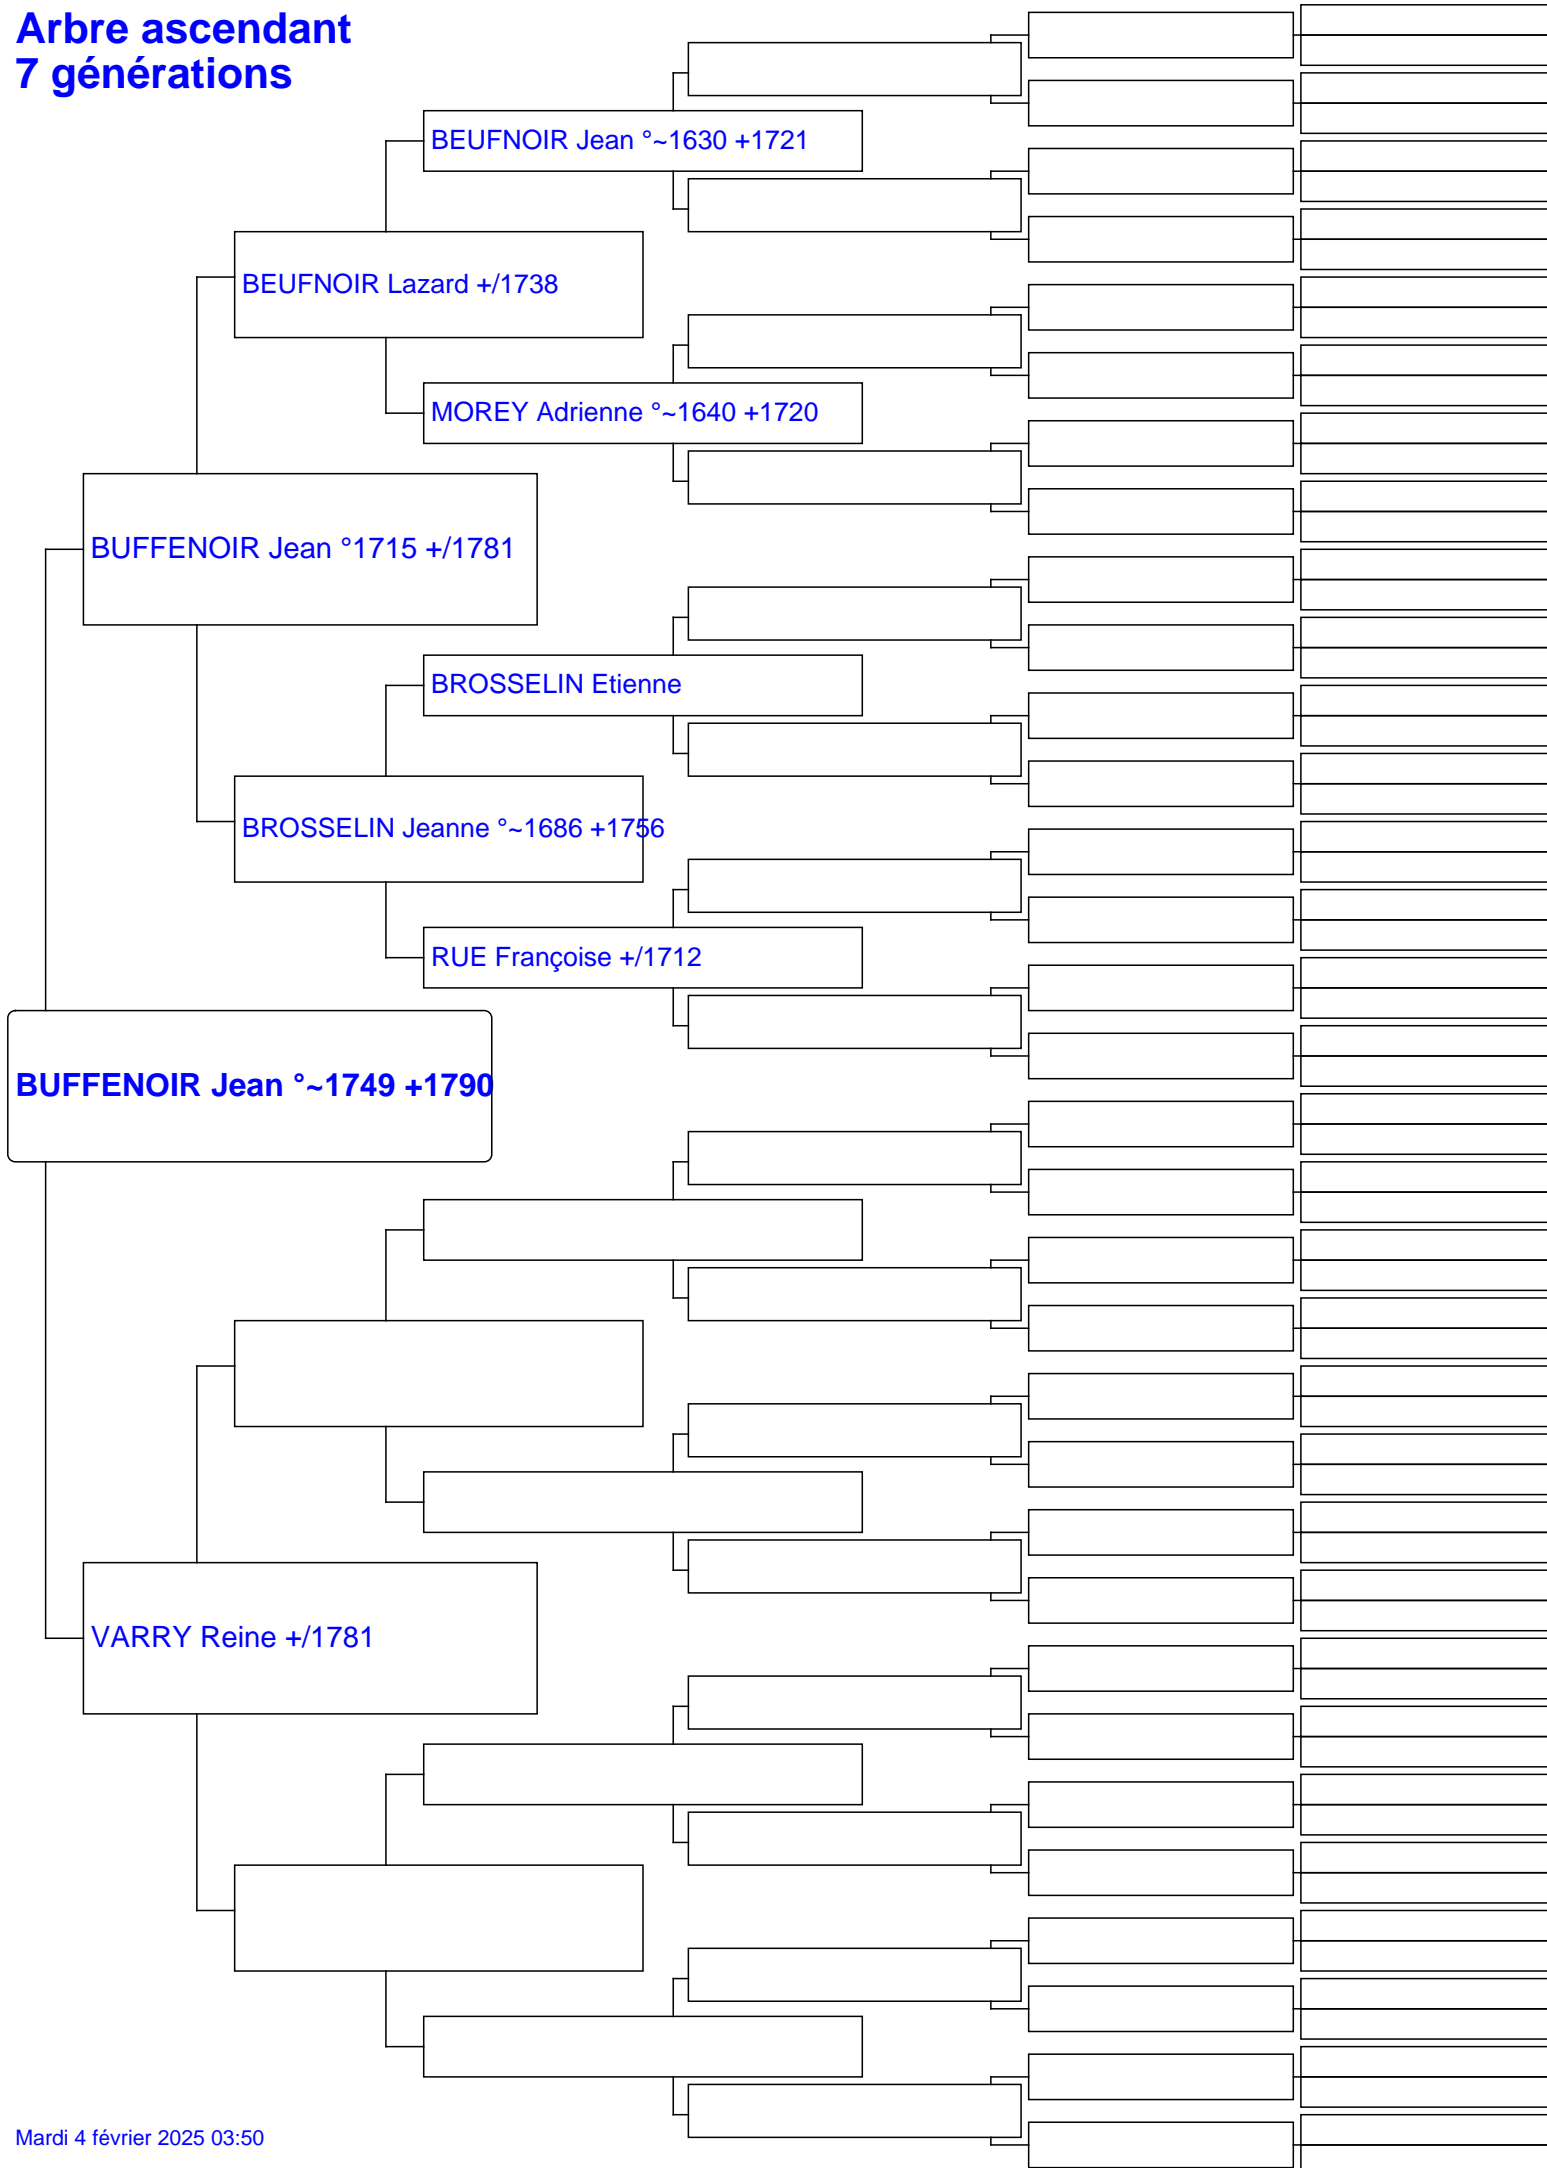 Arbre ascendant
7 générations
BEUFNOIR Jean °~1630 +1721
BEUFNOIR Lazard +/1738
MOREY Adrienne °~1640 +1720
BUFFENOIR Jean °1715 +/1781
BROSSELIN Etienne
BROSSELIN Jeanne °~1686 +1756
RUE Françoise +/1712
BUFFENOIR Jean °~1749 +1790
VARRY Reine +/1781
Mardi 4 février 2025 03:50